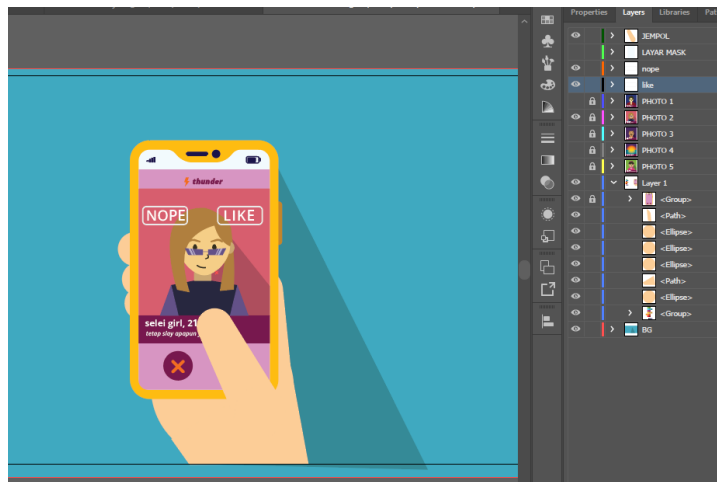 Properties Layers Libraries
JEMPOL
LAYAR MASK
nope
like
PHOTO 1
PHOTO 2
PHOTO 3
PHOTO 4
PHOTO 5
Layer 1
<Group>
<Path>
<Ellipse>
<Ellipse>
<Ellipse>
<Path>
<Ellipse>
<Group>
BG
thunder
NOPE LIKE
selei girl, 21
tetap slay apapun